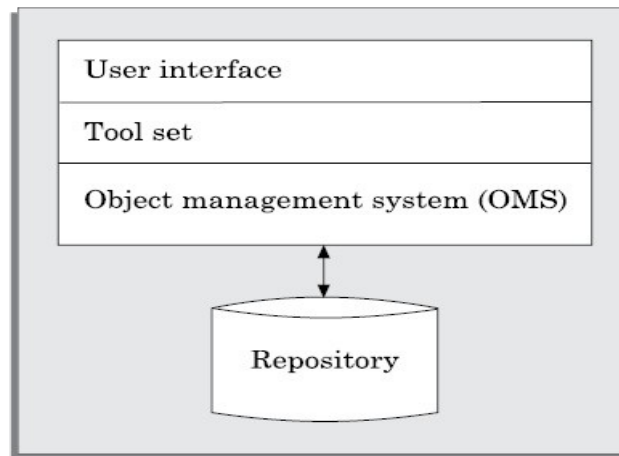 User interface
Tool set
Object management system (OMS)
Repository